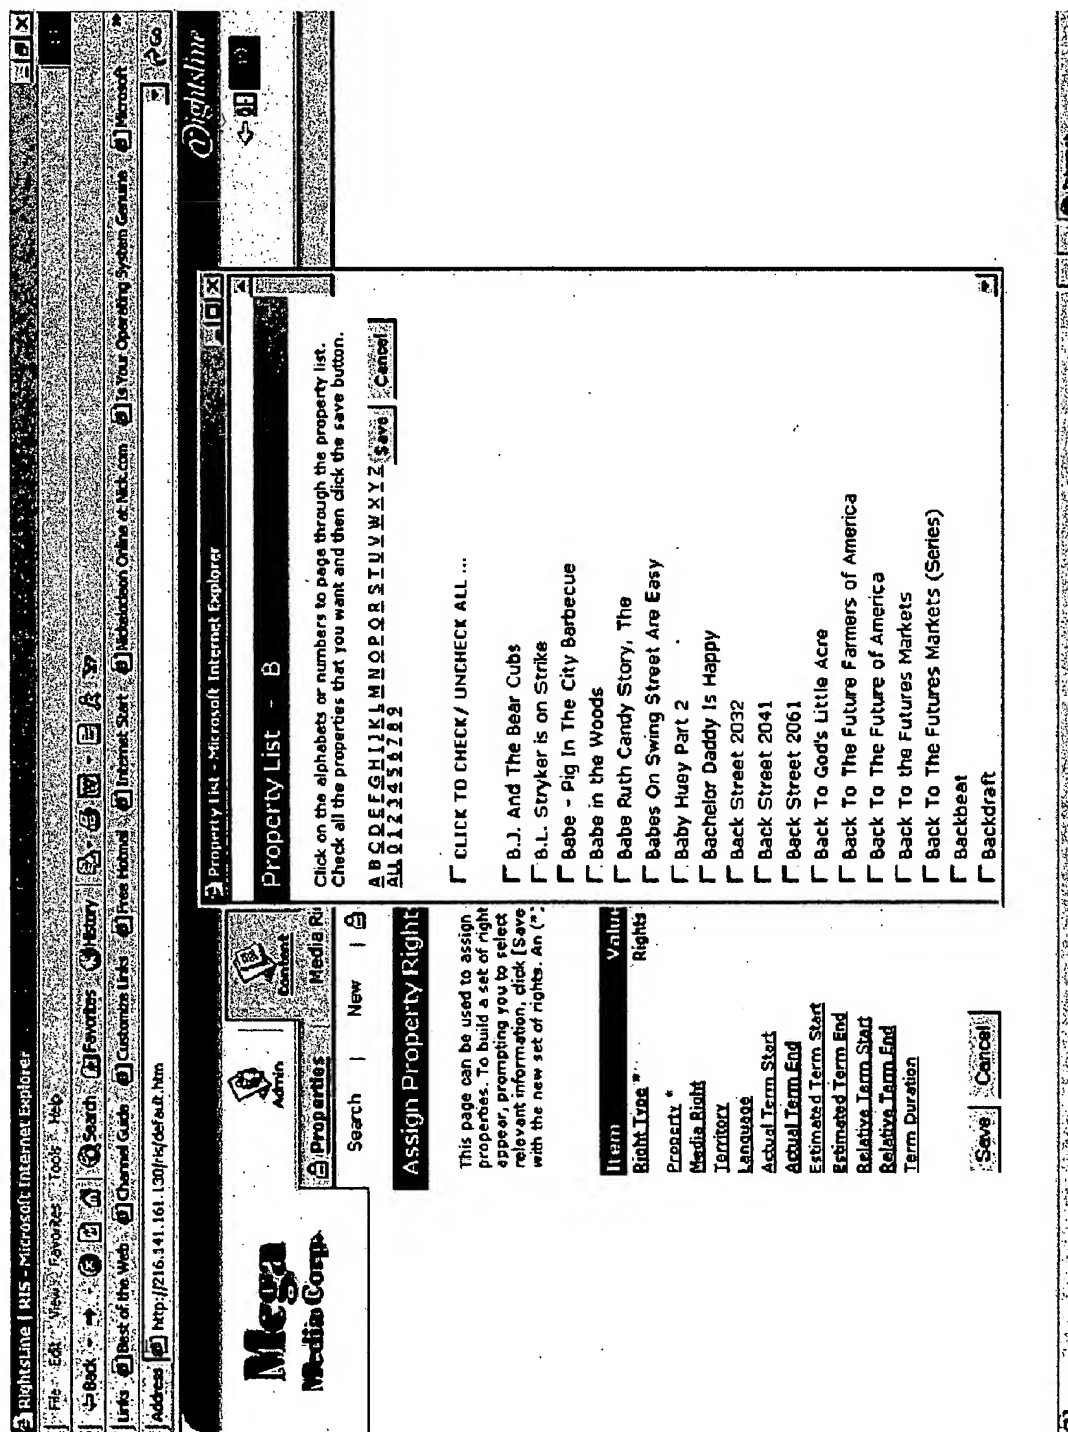 RightsLine | RIS - Microsoft Internet Explorer
File Edit View Favorites Tools Help
Back Search Favorites History
Links Best of the Web Channel Guide Customize Links Free Hotmail Internet Start Nickelodeon Online at Nick.com Is Your Operating System Genuine Microsoft
Address http://216.141.161.130/ris/default.htm Go
Rightsline
Mega
Media Corp.
Admin
Content
Properties
Media Ri
Search | New |
Assign Property Right
This page can be used to assign
properties. To build a set of right
appear, prompting you to select
relevant information, click [Save
with the new set of rights. An (*
Item Value
Right Type * Rights
Property *
Media Right
Territory
Language
Actual Term Start
Actual Term End
Estimated Term Start
Estimated Term End
Relative Term Start
Relative Term End
Term Duration
Save Cancel
Property List - Microsoft Internet Explorer
Property List - B
Click on the alphabets or numbers to page through the property list.
Check all the properties that you want and then click the save button.
A B C D E F G H I J K L M N O P Q R S T U V W X Y Z Save Cancel
ALL 0 1 2 3 4 5 6 7 8 9
CLICK TO CHECK/ UNCHECK ALL ...
B.J. And The Bear Cubs
B.L. Stryker is on Strike
Babe - Pig In The City Barbecue
Babe in the Woods
Babe Ruth Candy Story, The
Babes On Swing Street Are Easy
Baby Huey Part 2
Bachelor Daddy Is Happy
Back Street 2032
Back Street 2041
Back Street 2061
Back To God's Little Acre
Back To The Future Farmers of America
Back To The Future of America
Back To the Futures Markets
Back To The Futures Markets (Series)
Backbeat
Backdraft